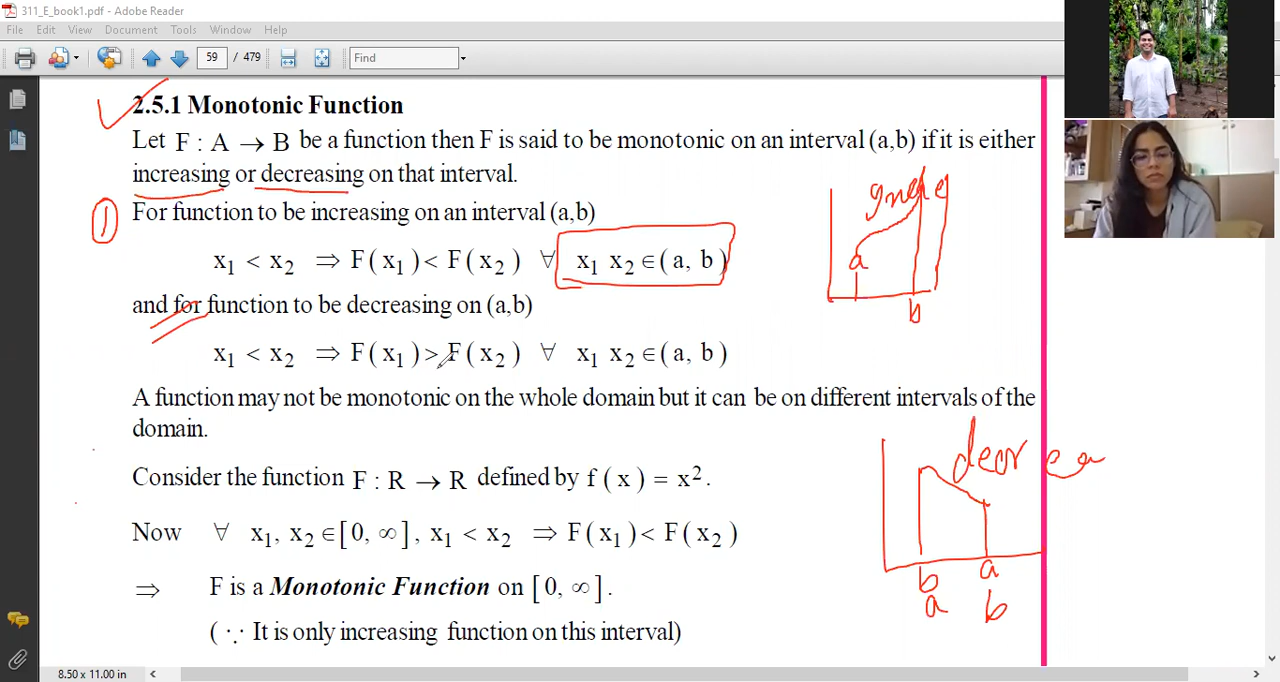 311_E_book1.pdf - Adobe Reader
File Edit View Document Tools Window Help
59 / 479 Find
2.5.1 Monotonic Function
Let F : A → B be a function then F is said to be monotonic on an interval (a,b) if it is either
increasing or decreasing on that interval.
1 For function to be increasing on an interval (a,b)
x₁ < x₂ ⇒ F(x₁) < F(x₂) ∀ x₁ x₂ ∈ (a, b)
and for function to be decreasing on (a,b)
x₁ < x₂ ⇒ F(x₁) > F(x₂) ∀ x₁ x₂ ∈ (a, b)
a
b
A function may not be monotonic on the whole domain but it can be on different intervals of the
domain.
Consider the function F : R → R defined by f(x) = x².
Now ∀ x₁, x₂ ∈ [0, ∞], x₁ < x₂ ⇒ F(x₁) < F(x₂)
⇒ F is a Monotonic Function on [0, ∞].
(∵ It is only increasing function on this interval)
b a
a b
8.50 x 11.00 in